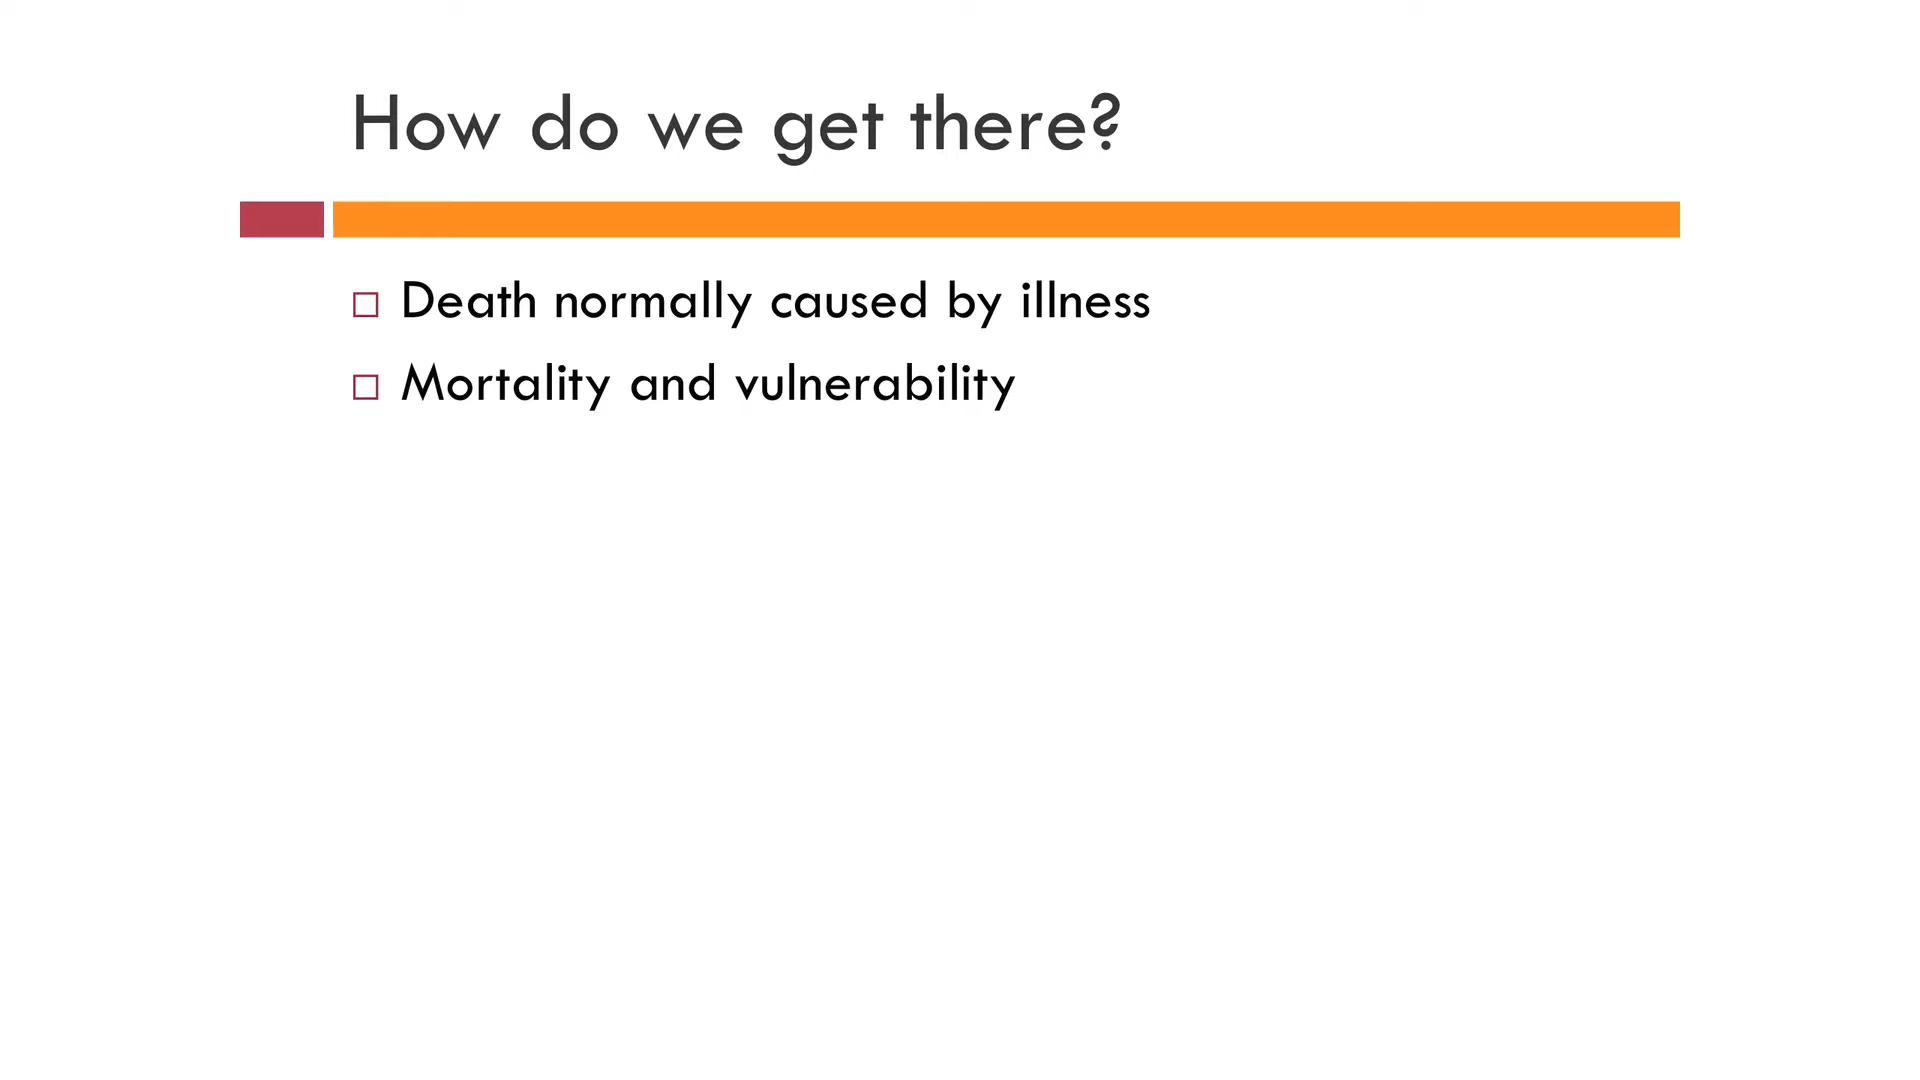 How do we get there?
Death normally caused by illness
Mortality and vulnerability